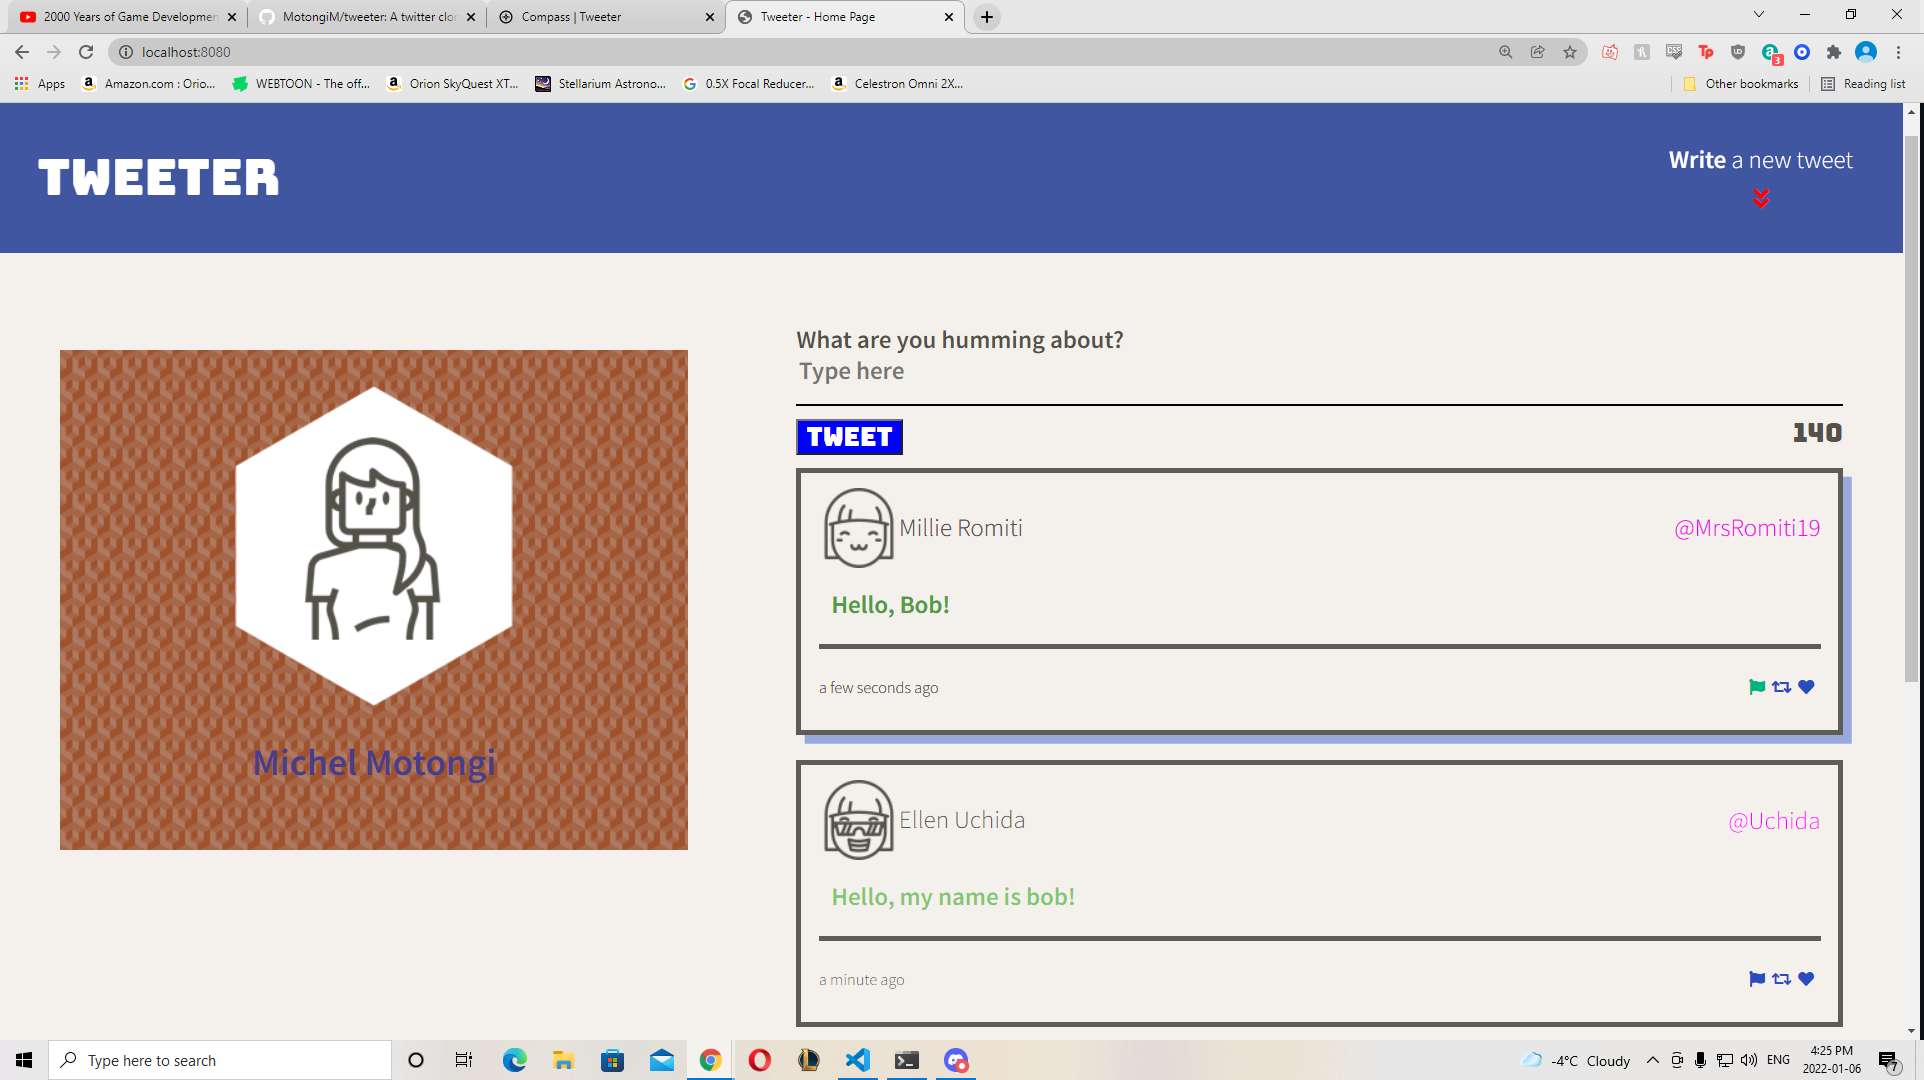 2000 Years of Game Developmen
MotongiM/tweeter: A twitter clor
Compass | Tweeter
Tweeter - Home Page
localhost:8080
Apps
Amazon.com : Orio...
WEBTOON - The off...
Orion SkyQuest XT...
Stellarium Astrono...
0.5X Focal Reducer...
Celestron Omni 2X...
Other bookmarks
Reading list
TWEETER
Write a new tweet
What are you humming about?
Type here
TWEET
140
Millie Romiti
@MrsRomiti19
Hello, Bob!
a few seconds ago
Michel Motongi
Ellen Uchida
@Uchida
Hello, my name is bob!
a minute ago
Type here to search
-4°C Cloudy
ENG
4:25 PM
2022-01-06
7